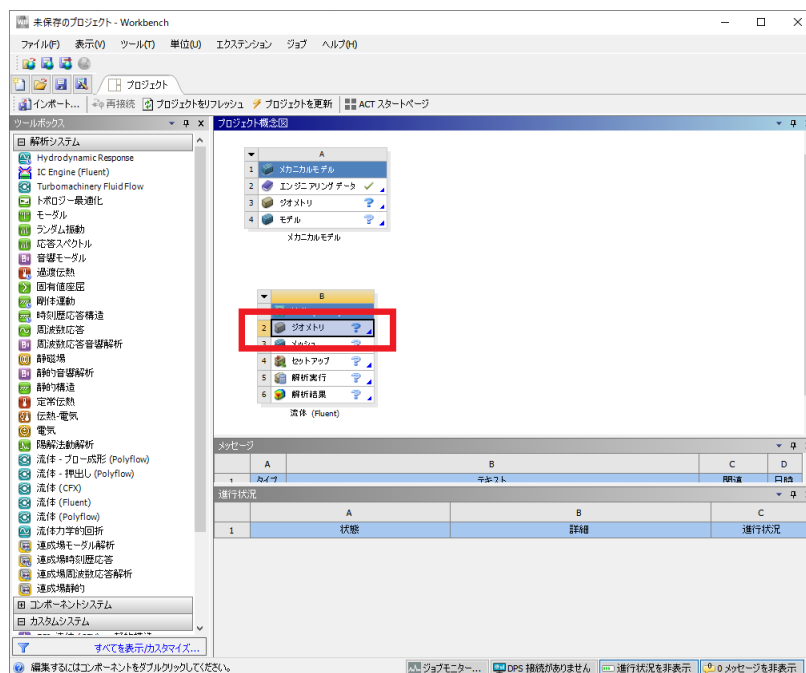 未保存のプロジェクト - Workbench
ファイル(F) 表示(V) ツール(T) 単位(U) エクステンション ジョブ ヘルプ(H)
プロジェクト
インポート... 再接続 プロジェクトをリフレッシュ プロジェクトを更新 ACT スタートページ
ツールボックス
解析システム
Hydrodynamic Response
IC Engine (Fluent)
Turbomachinery Fluid Flow
トポロジー最適化
モーダル
ランダム振動
応答スペクトル
音響モーダル
過渡伝熱
固有値座屈
剛体運動
時刻歴応答構造
周波数応答
周波数応答音響解析
静磁場
静的音響解析
静的構造
定常伝熱
伝熱-電気
電気
陽解法動解析
流体 - ブロー成形 (Polyflow)
流体 - 押出し (Polyflow)
流体 (CFX)
流体 (Fluent)
流体 (Polyflow)
流体力学的回折
連成場モーダル解析
連成場時刻歴応答
連成場周波数応答解析
連成場静的
コンポーネントシステム
カスタムシステム
すべてを表示/カスタマイズ...
プロジェクト概念図
A
1 メカニカルモデル
2 エンジニアリング データ
3 ジオメトリ
4 モデル
メカニカルモデル
B
2 ジオメトリ
3 メッシュ
4 セットアップ
5 解析実行
6 解析結果
流体 (Fluent)
メッセージ
A B C D
1 タイプ テキスト 関連 日時
進行状況
A B C
1 状態 詳細 進行状況
編集するにはコンポーネントをダブルクリックしてください。 ジョブモニター... DPS 接続がありません 進行状況を非表示 0 メッセージを非表示